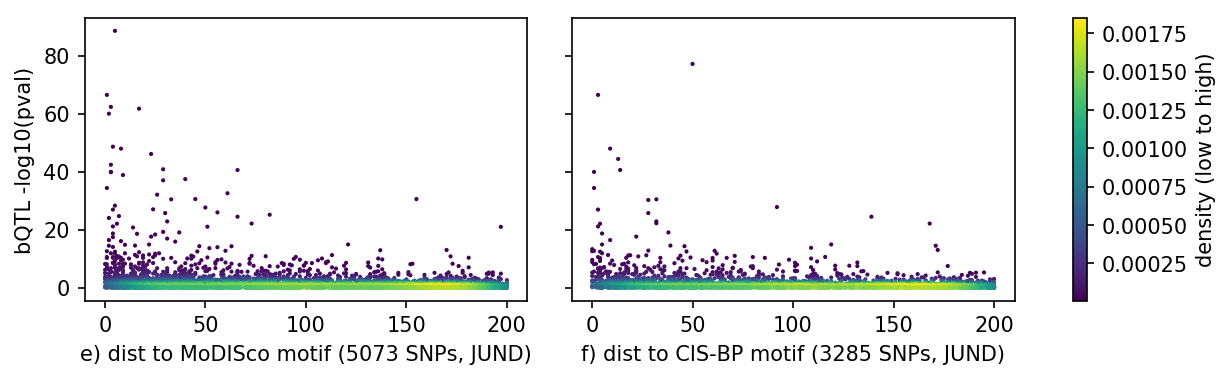 bQTL -log10(pval)
80
60
40
20
0
0 50 100 150 200
e) dist to MoDISco motif (5073 SNPs, JUND)
0 50 100 150 200
f) dist to CIS-BP motif (3285 SNPs, JUND)
0.00175
0.00150
0.00125
0.00100
0.00075
0.00050
0.00025
density (low to high)